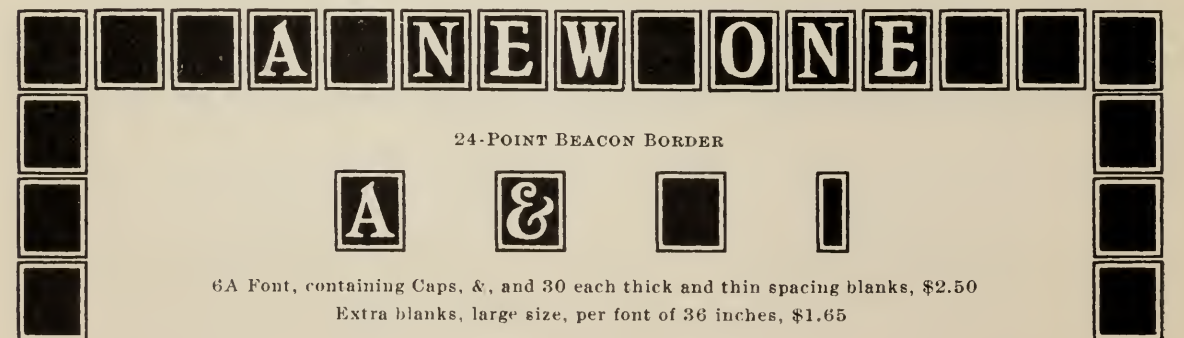 A NEW ONE
24-POINT BEACON BORDER
A & 
6A Font, containing Caps, &, and 30 each thick and thin spacing blanks, $2.50
Extra blanks, large size, per font of 36 inches, $1.65